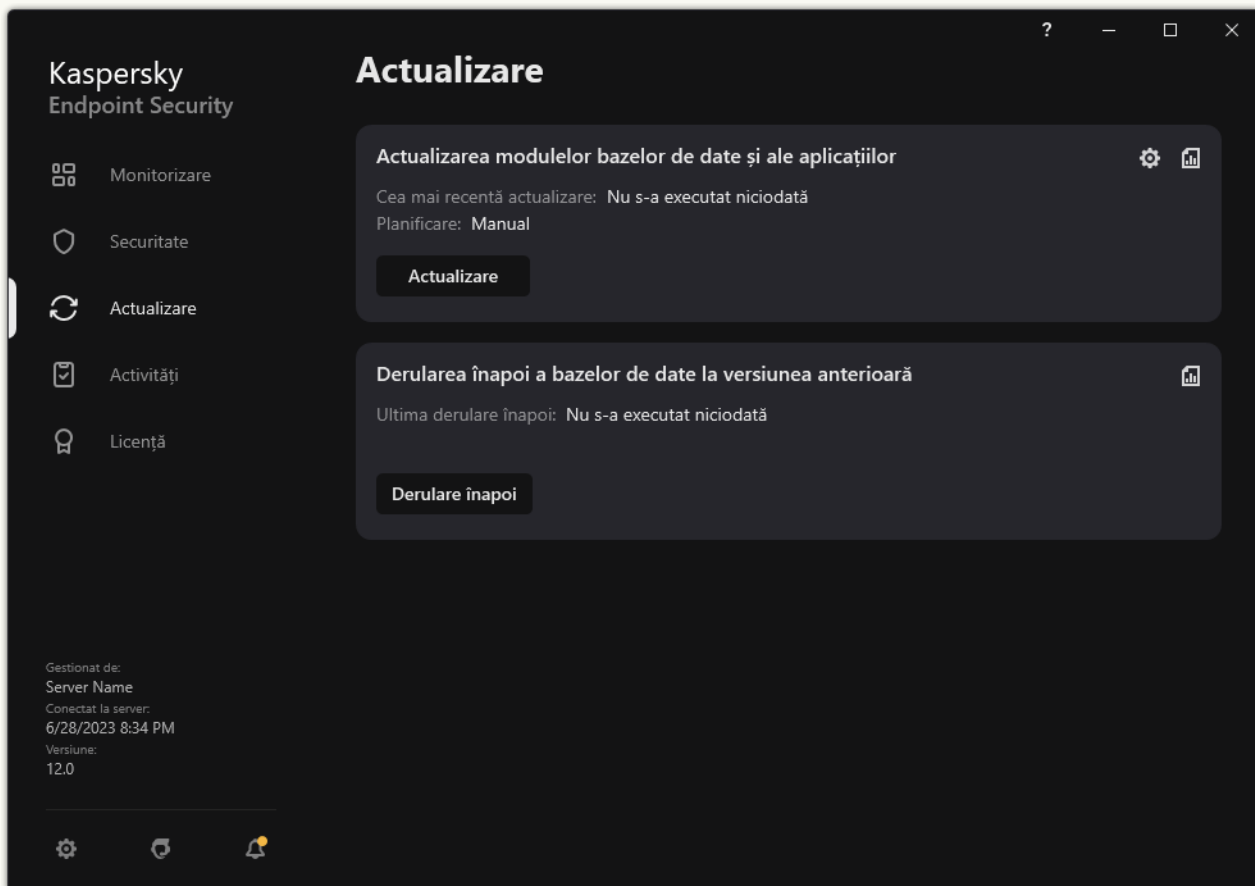 ?
Kaspersky
Endpoint Security
Monitorizare
Securitate
Actualizare
Activități
Licență
Gestionat de:
Server Name
Conectat la server:
6/28/2023 8:34 PM
Versiune:
12.0
Actualizare
Actualizarea modulelor bazelor de date și ale aplicațiilor
Cea mai recentă actualizare: Nu s-a executat niciodată
Planificare: Manual
Actualizare
Derularea înapoi a bazelor de date la versiunea anterioară
Ultima derulare înapoi: Nu s-a executat niciodată
Derulare înapoi